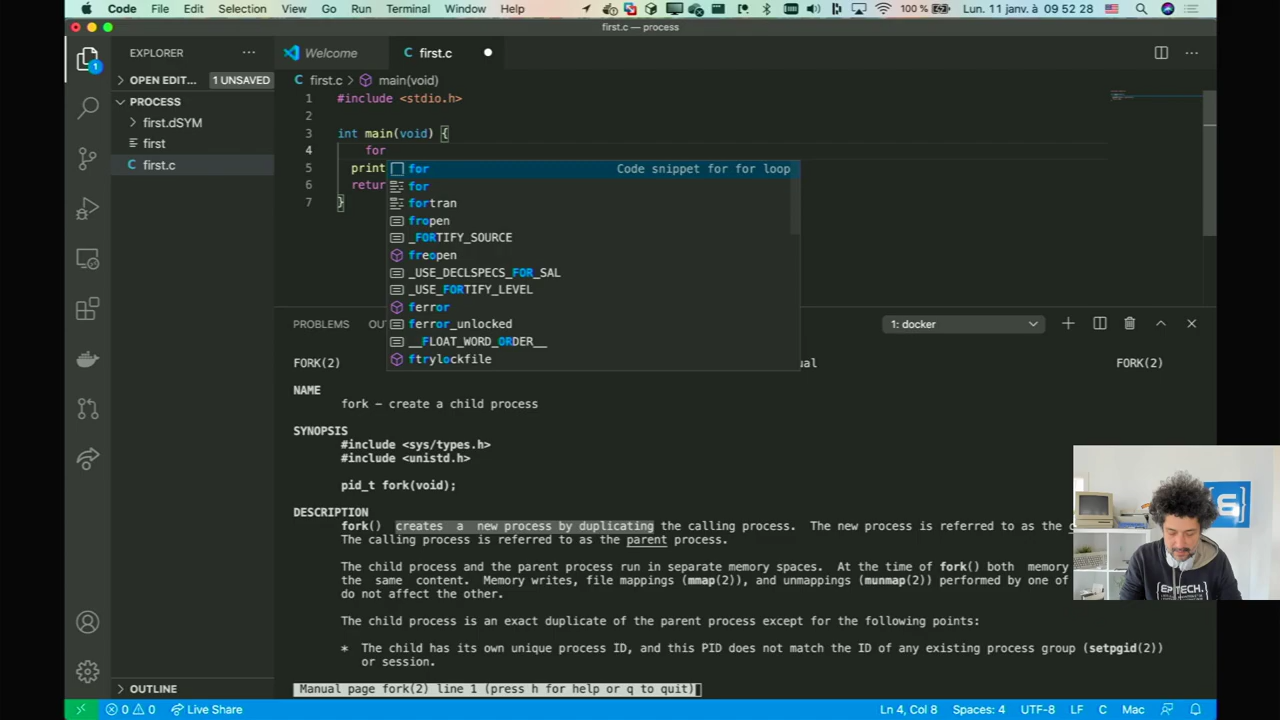 Code File Edit Selection View Go Run Terminal Window Help 100 % Lun. 11 janv. à 09 52 28
first.c — process
EXPLORER ···
Welcome
first.c
OPEN EDIT... 1 UNSAVED
first.c > main(void)
PROCESS
first.dSYM
first
first.c
1 #include <stdio.h>
2
3 int main(void) {
4 for
5 print
6 retur
7 }
for Code snippet for for loop
for
fortran
fropen
_FORTIFY_SOURCE
freopen
_USE_DECLSPECS_FOR_SAL
_USE_FORTIFY_LEVEL
ferror
ferror_unlocked
__FLOAT_WORD_ORDER__
ftrylockfile
PROBLEMS OU 1: docker
FORK(2) ual FORK(2)
NAME
fork – create a child process
SYNOPSIS
#include <sys/types.h>
#include <unistd.h>
pid_t fork(void);
DESCRIPTION
fork() creates a new process by duplicating the calling process. The new process is referred to as the
The calling process is referred to as the parent process.
The child process and the parent process run in separate memory spaces. At the time of fork() both memory
the same content. Memory writes, file mappings (mmap(2)), and unmappings (munmap(2)) performed by one of
do not affect the other.
The child process is an exact duplicate of the parent process except for the following points:
* The child has its own unique process ID, and this PID does not match the ID of any existing process group (setpgid(2))
or session.
Manual page fork(2) line 1 (press h for help or q to quit)
OUTLINE
0 0 Live Share Ln 4, Col 8 Spaces: 4 UTF-8 LF C Mac